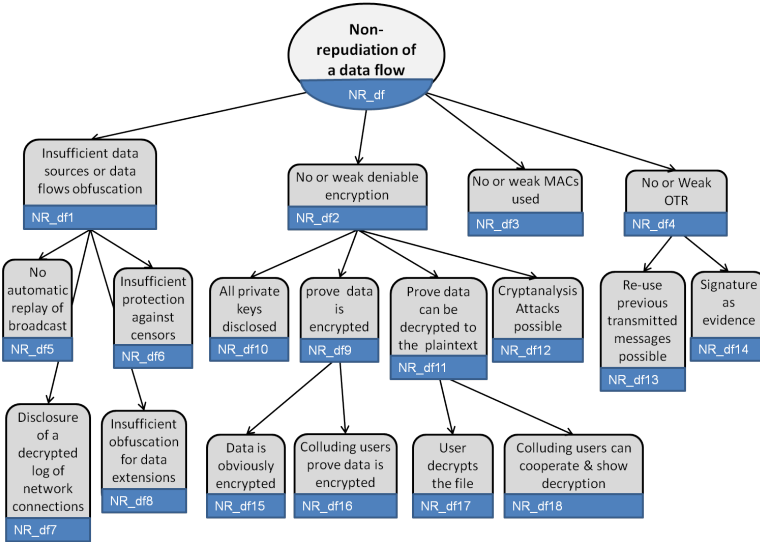 Non-
repudiation of
a data flow
NR_df
Insufficient data
sources or data
flows obfuscation
NR_df1
No or weak deniable
encryption
NR_df2
No or weak MACs
used
NR_df3
No or Weak
OTR
NR_df4
No
automatic
replay of
broadcast
NR_df5
Insufficient
protection
against
censors
NR_df6
All private
keys
disclosed
NR_df10
prove data
is
encrypted
NR_df9
Prove data
can be
decrypted to
the plaintext
NR_df11
Cryptanalysis
Attacks
possible
NR_df12
Re-use
previous
transmitted
messages
possible
NR_df13
Signature
as
evidence
NR_df14
Disclosure
of a
decrypted
log of
network
connections
NR_df7
Insufficient
obfuscation
for data
extensions
NR_df8
Data is
obviously
encrypted
NR_df15
Colluding users
prove data is
encrypted
NR_df16
User
decrypts
the file
NR_df17
Colluding users can
cooperate & show
decryption
NR_df18